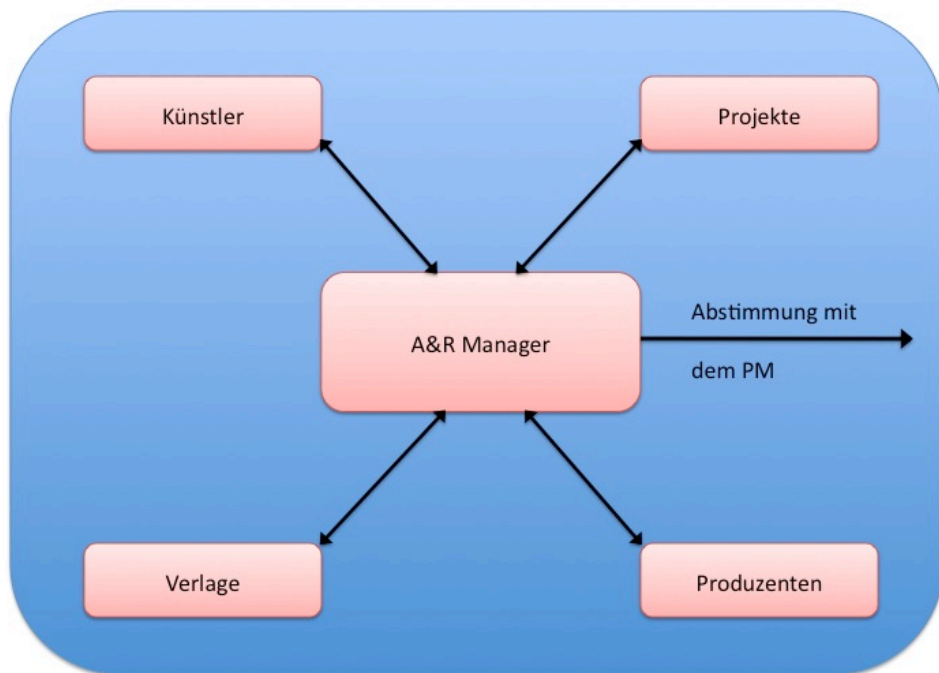 Künstler
Projekte
A&R Manager
Abstimmung mit
dem PM
Verlage
Produzenten